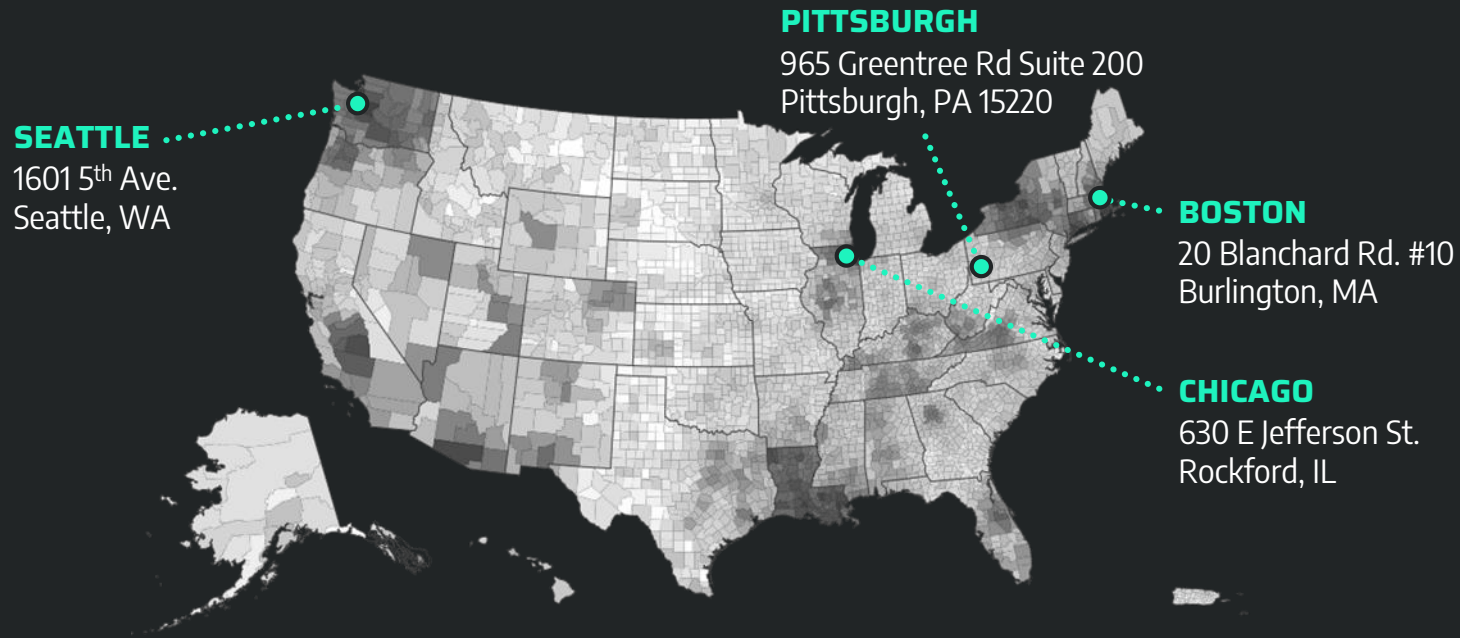 PITTSBURGH
965 Greentree Rd Suite 200
Pittsburgh, PA 15220
SEATTLE
1601 5th Ave.
Seattle, WA
BOSTON
20 Blanchard Rd. #10
Burlington, MA
CHICAGO
630 E Jefferson St.
Rockford, IL